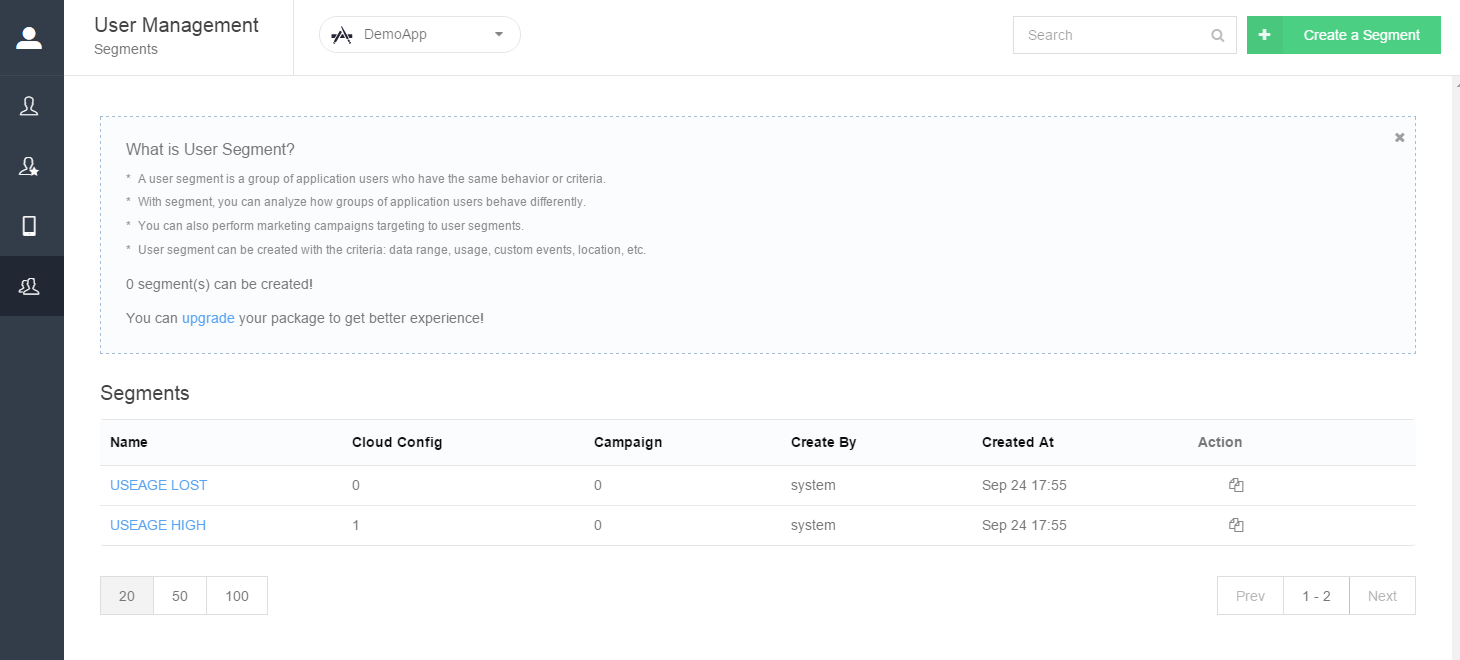 User Management
Segments
DemoApp
Search
Create a Segment
What is User Segment?
* A user segment is a group of application users who have the same behavior or criteria.
* With segment, you can analyze how groups of application users behave differently.
* You can also perform marketing campaigns targeting to user segments.
* User segment can be created with the criteria: data range, usage, custom events, location, etc.
0 segment(s) can be created!
You can upgrade your package to get better experience!
Segments
Name Cloud Config Campaign Create By Created At Action
USEAGE LOST 0 0 system Sep 24 17:55
USEAGE HIGH 1 0 system Sep 24 17:55
20 50 100 Prev 1 - 2 Next